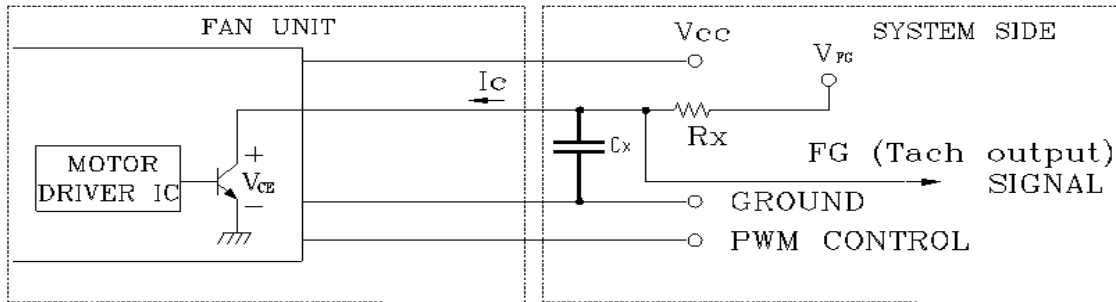 FAN UNIT
SYSTEM SIDE
Vcc
VFG
Ic
Rx
Cx
MOTOR
DRIVER IC
+
VCE
−
FG (Tach output)
SIGNAL
GROUND
PWM CONTROL